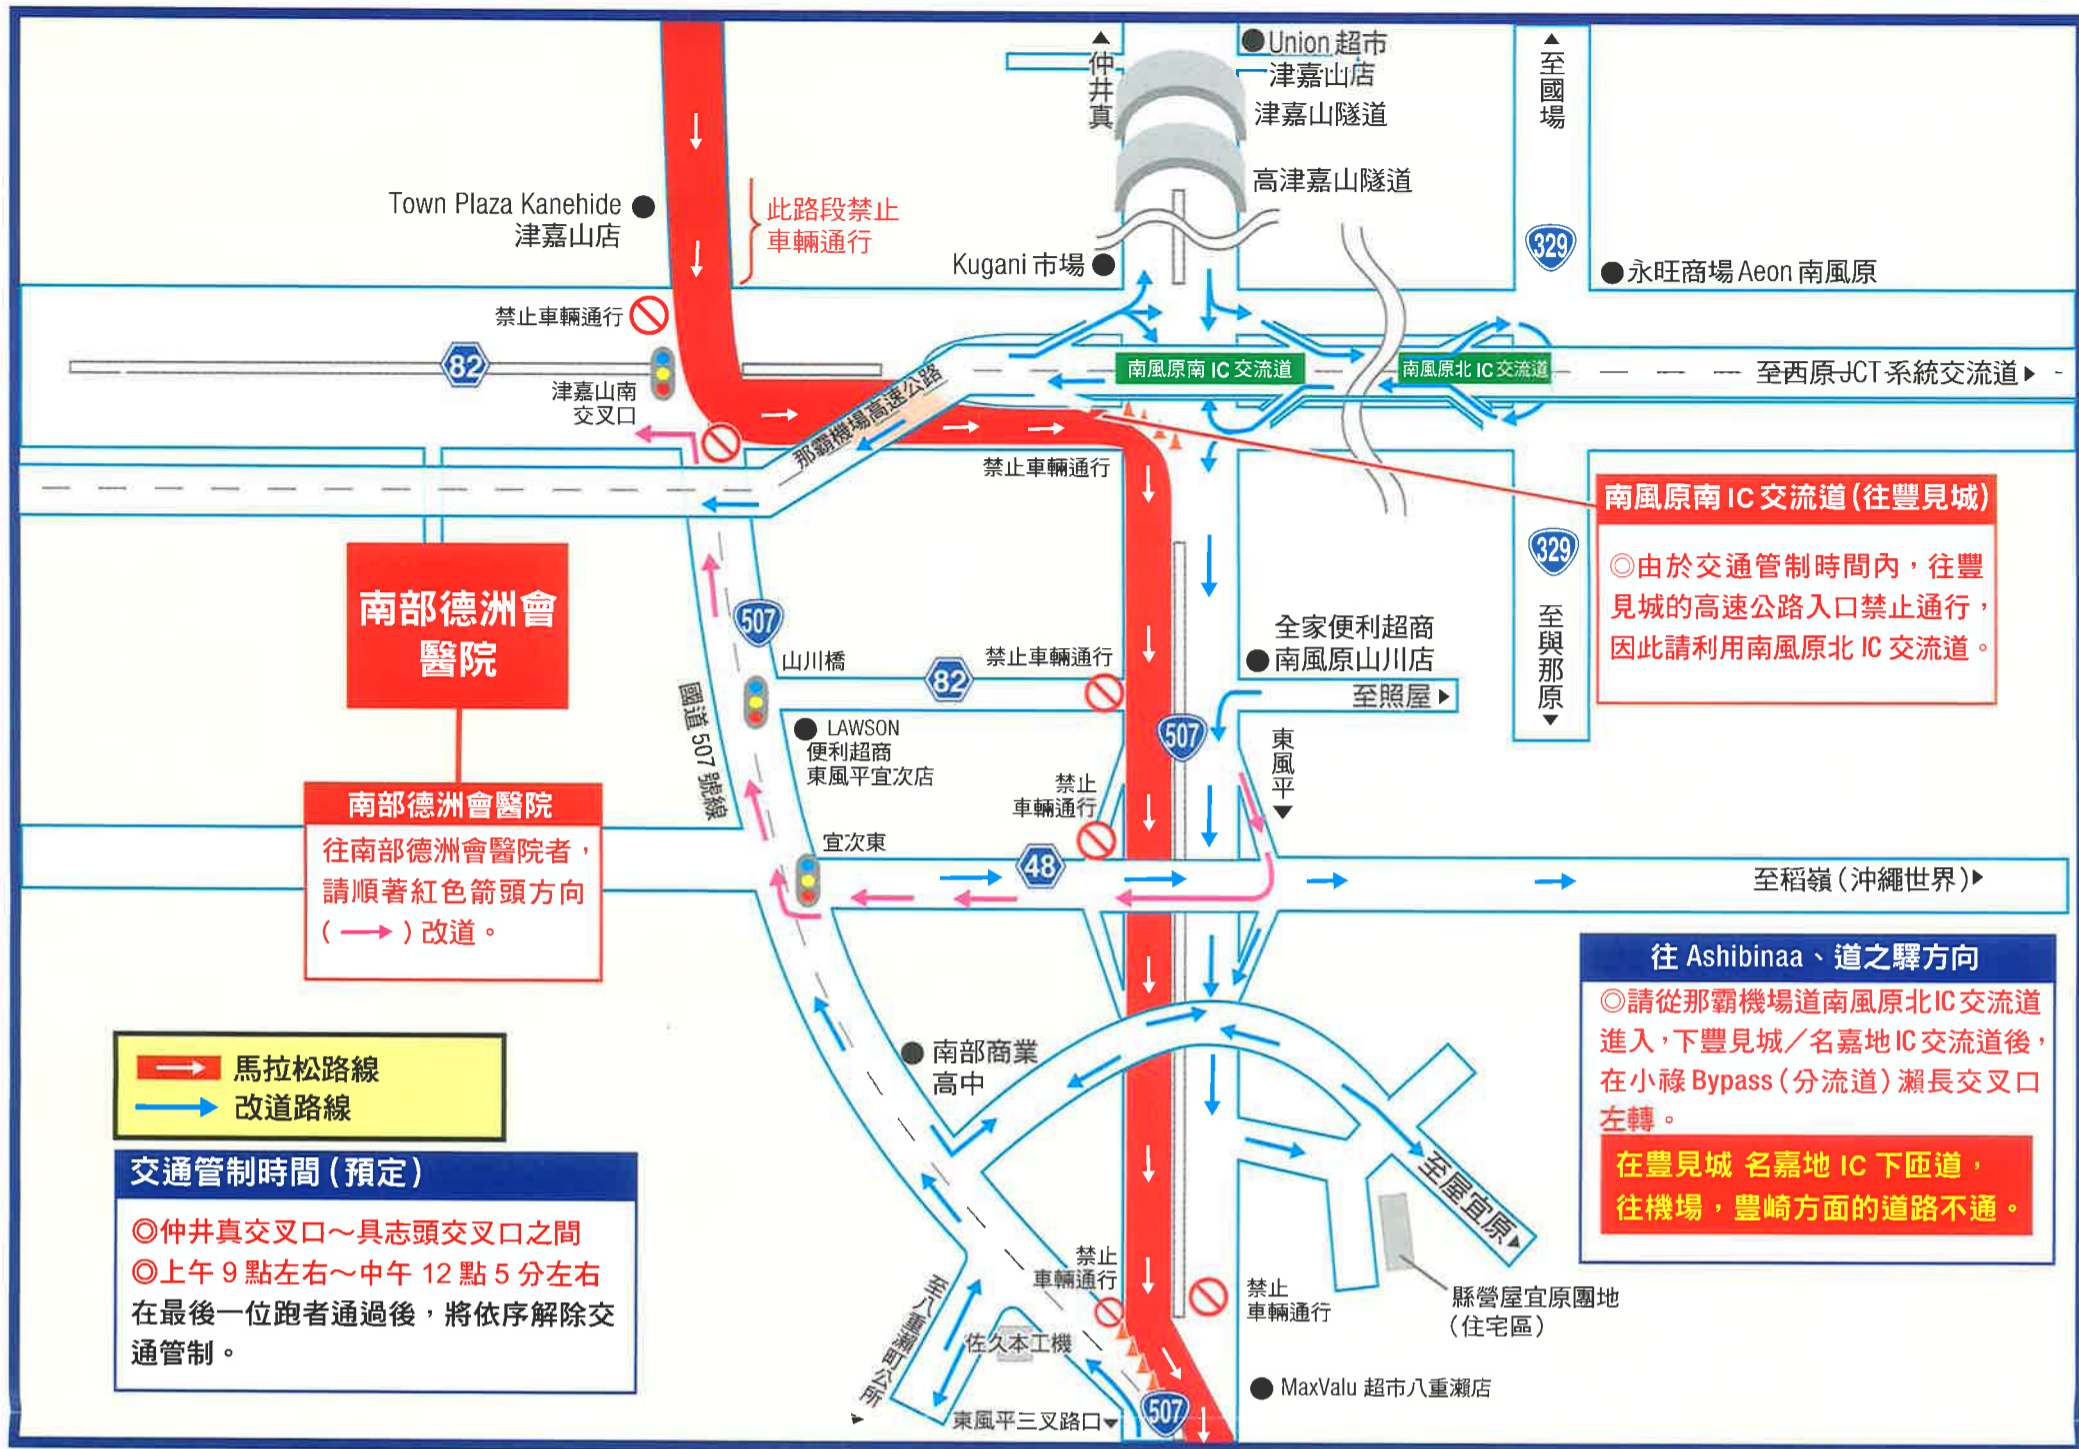 仲井真
Union 超市
津嘉山店
津嘉山隧道
高津嘉山隧道
至國場
329
Town Plaza Kanehide
津嘉山店
此路段禁止
車輛通行
Kugani 市場
永旺商場 Aeon 南風原
禁止車輛通行
82
津嘉山南
交叉口
那霸機場高速公路
南風原南 IC 交流道
南風原北 IC 交流道
至西原 JCT 系統交流道
禁止車輛通行
南風原南 IC 交流道(往豐見城)
◎由於交通管制時間內，往豐
見城的高速公路入口禁止通行，
因此請利用南風原北 IC 交流道。
329
至與那原
南部德洲會
醫院
507
國道 507 號線
山川橋
82
禁止車輛通行
全家便利超商
南風原山川店
至照屋
LAWSON
便利超商
東風平宜次店
507
東風平
禁止
車輛通行
南部德洲會醫院
往南部德洲會醫院者，
請順著紅色箭頭方向
( → ) 改道。
宜次東
48
至稻嶺(沖繩世界)
往 Ashibinaa、道之驛方向
◎請從那霸機場道南風原北IC交流道
進入，下豐見城／名嘉地IC交流道後，
在小祿 Bypass(分流道)瀨長交叉口
左轉。
在豊見城 名嘉地 IC 下匝道，
往機場，豊崎方面的道路不通。
馬拉松路線
改道路線
南部商業
高中
交通管制時間(預定)
◎仲井真交叉口～具志頭交叉口之間
◎上午 9 點左右～中午 12 點 5 分左右
在最後一位跑者通過後，將依序解除交
通管制。
至屋宜原
縣營屋宜原團地
(住宅區)
禁止
車輛通行
禁止
車輛通行
至八重瀨町公所
佐久本工機
MaxValu 超市八重瀨店
東風平三叉路口
507